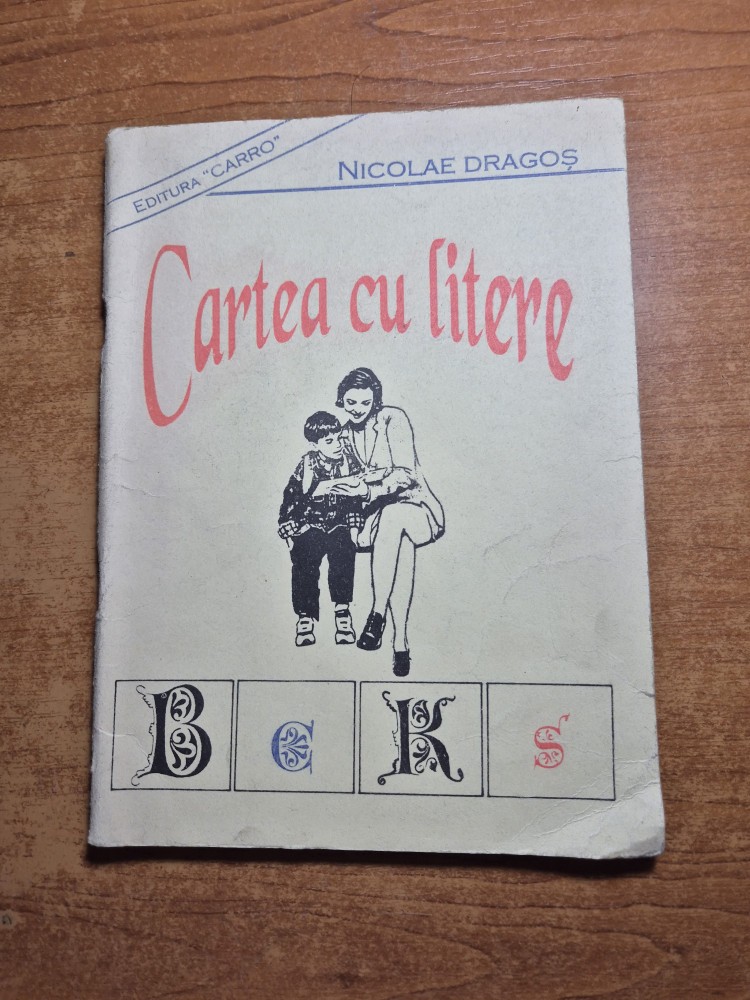 EDITURA "CARRO"
NICOLAE DRAGOȘ
Cartea cu litere
B C K S